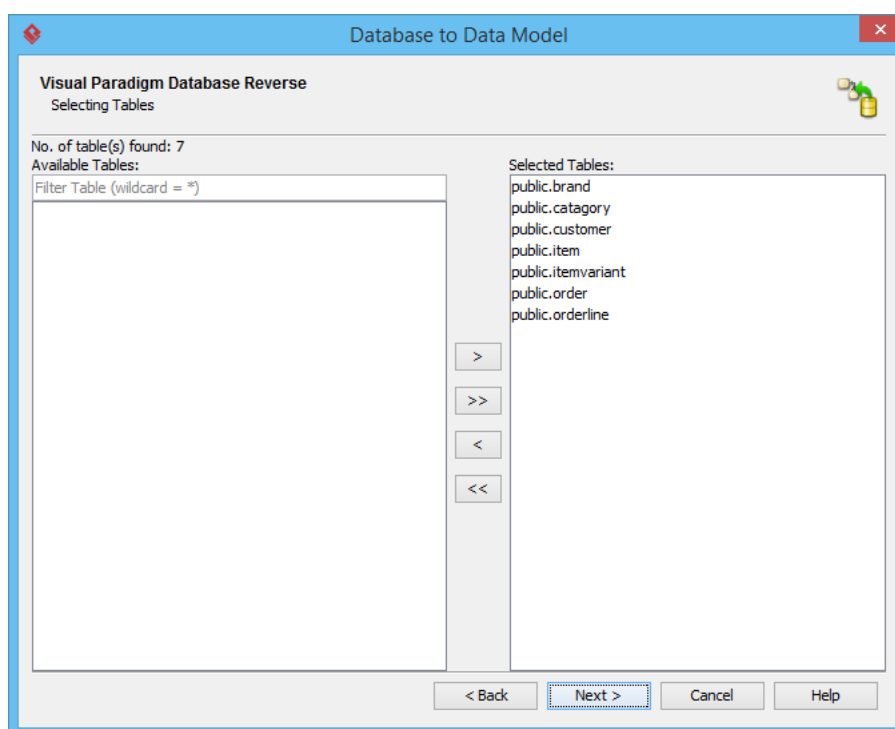 Database to Data Model
Visual Paradigm Database Reverse
Selecting Tables
No. of table(s) found: 7
Available Tables:
Filter Table (wildcard = *)
Selected Tables:
public.brand
public.catagory
public.customer
public.item
public.itemvariant
public.order
public.orderline
>
>>
<
<<
< Back Next > Cancel Help